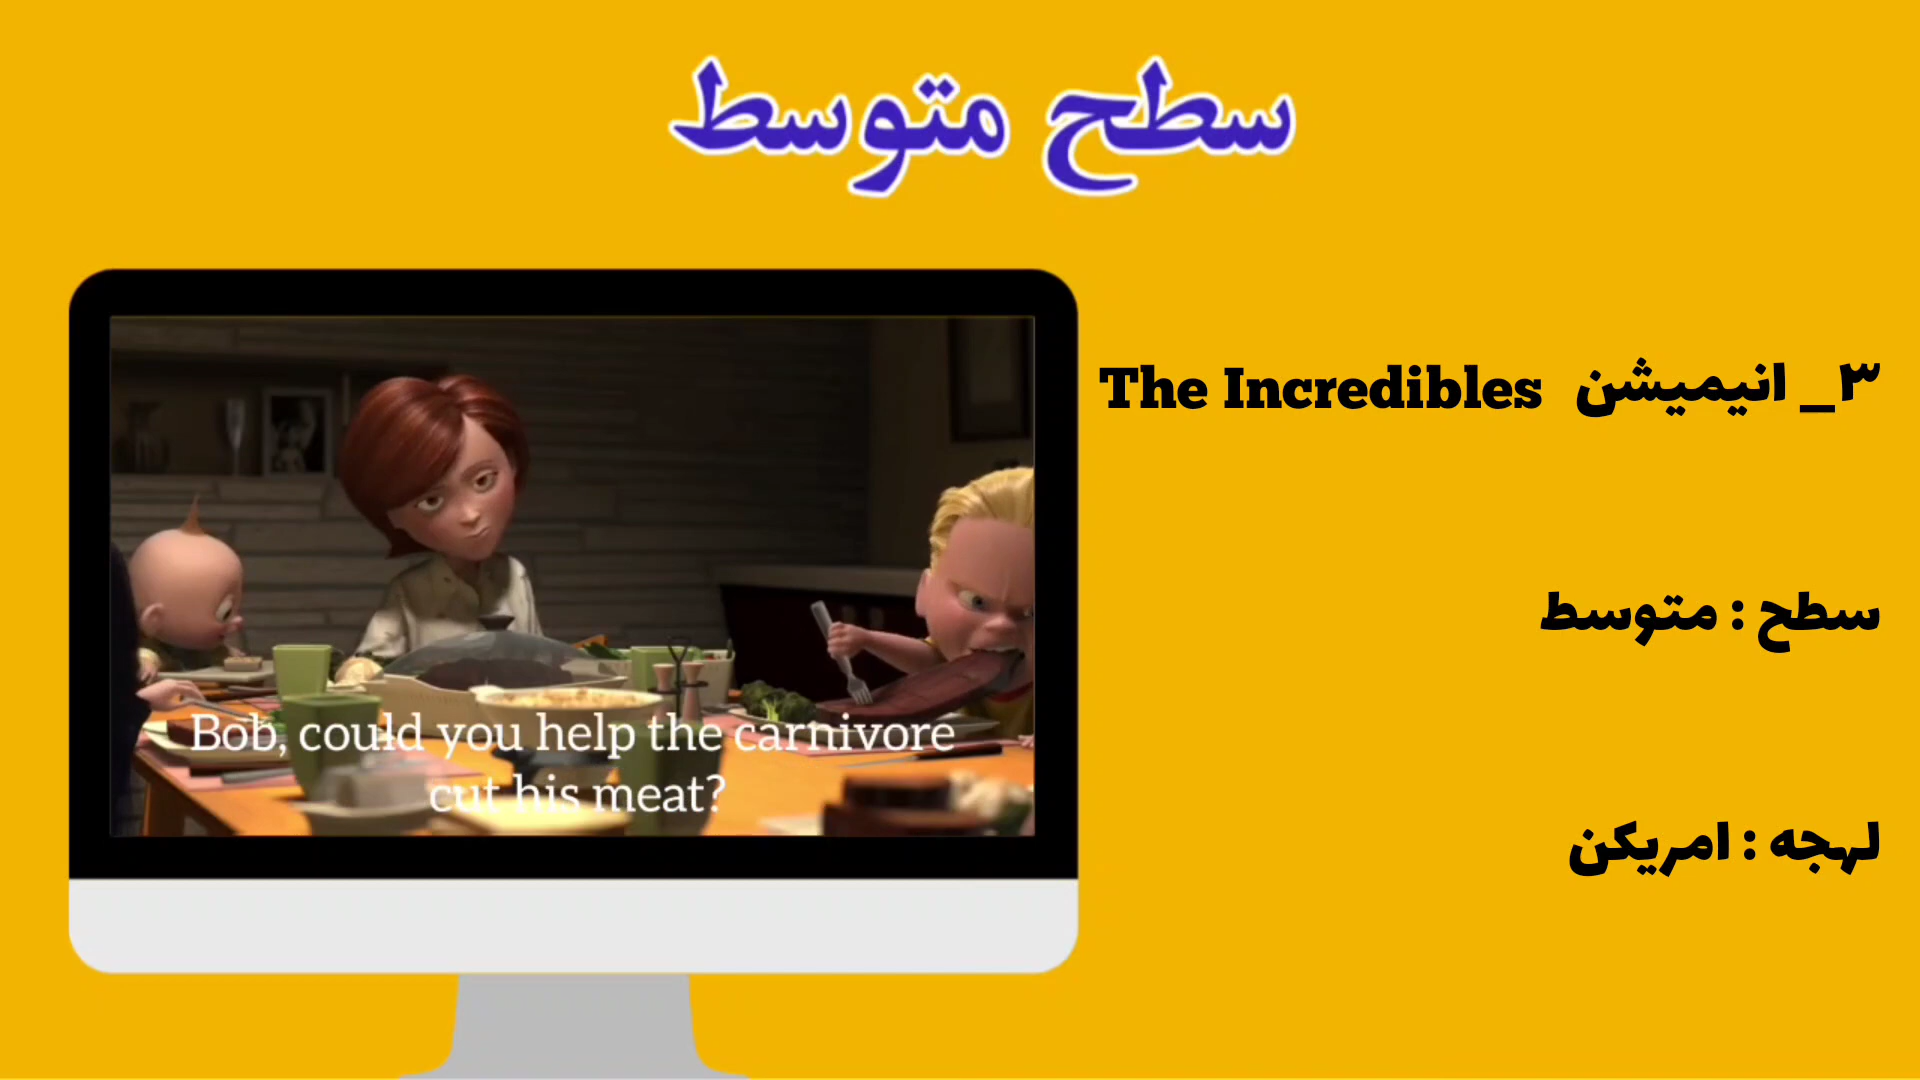 سطح متوسط
۳_ انیمیشن The Incredibles
سطح : متوسط
لهجه : امریکن
Bob, could you help the carnivore
cut his meat?